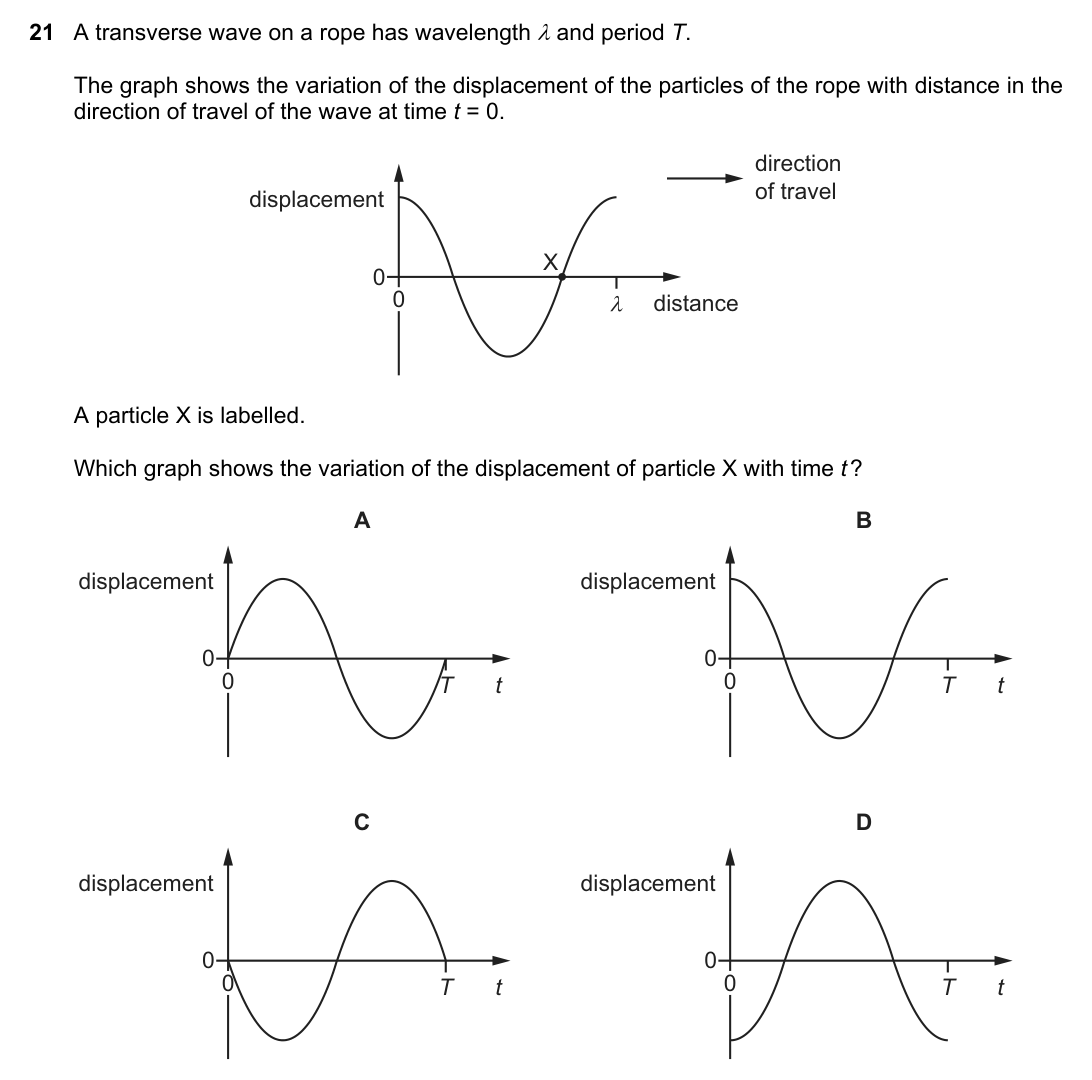 21 A transverse wave on a rope has wavelength λ and period T.
The graph shows the variation of the displacement of the particles of the rope with distance in the
direction of travel of the wave at time t = 0.
direction
of travel
displacement
X
0
0
λ
distance
A particle X is labelled.
Which graph shows the variation of the displacement of particle X with time t?
A
displacement
0
0
T
t
B
displacement
0
0
T
t
C
displacement
0
0
T
t
D
displacement
0
0
T
t